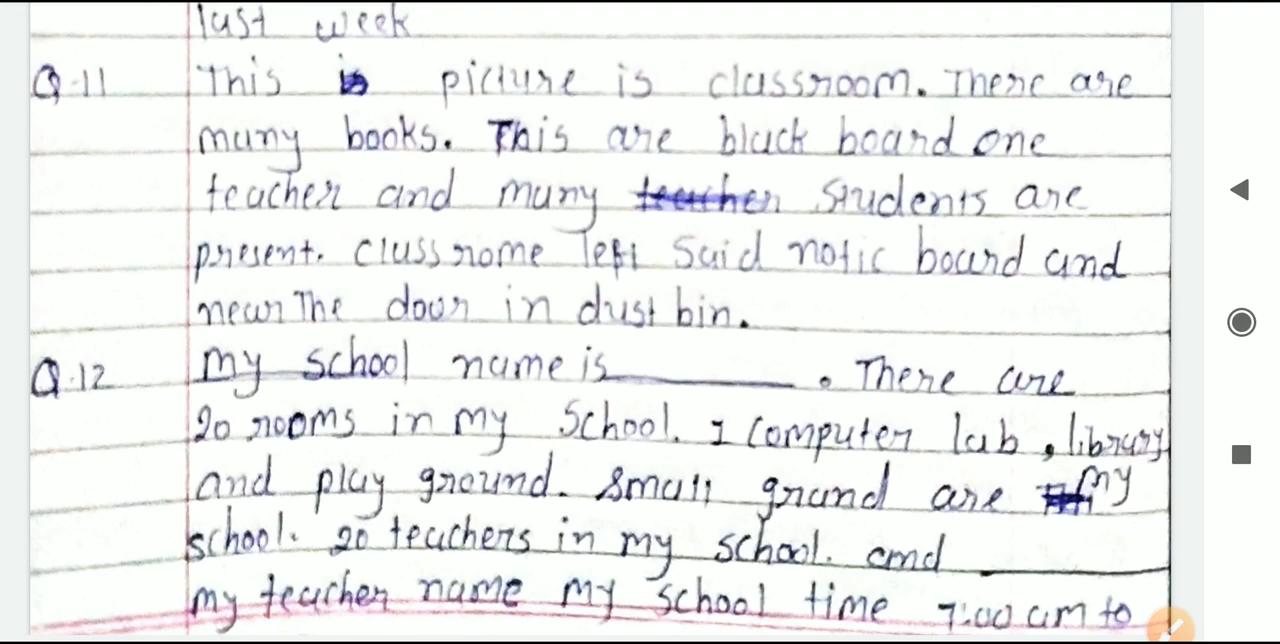 last week
Q.11 This is picture is classroom. There are
many books. This are black board one
teacher and many teacher students are
present. classrome left said notic board and
near The door in dust bin.
Q.12 my school name is ______. There are
20 rooms in my school. 1 computer lab, library
and play ground. small grund are my
school. 20 teachers in my school. and ______
my teacher name my school time 7:00 am to